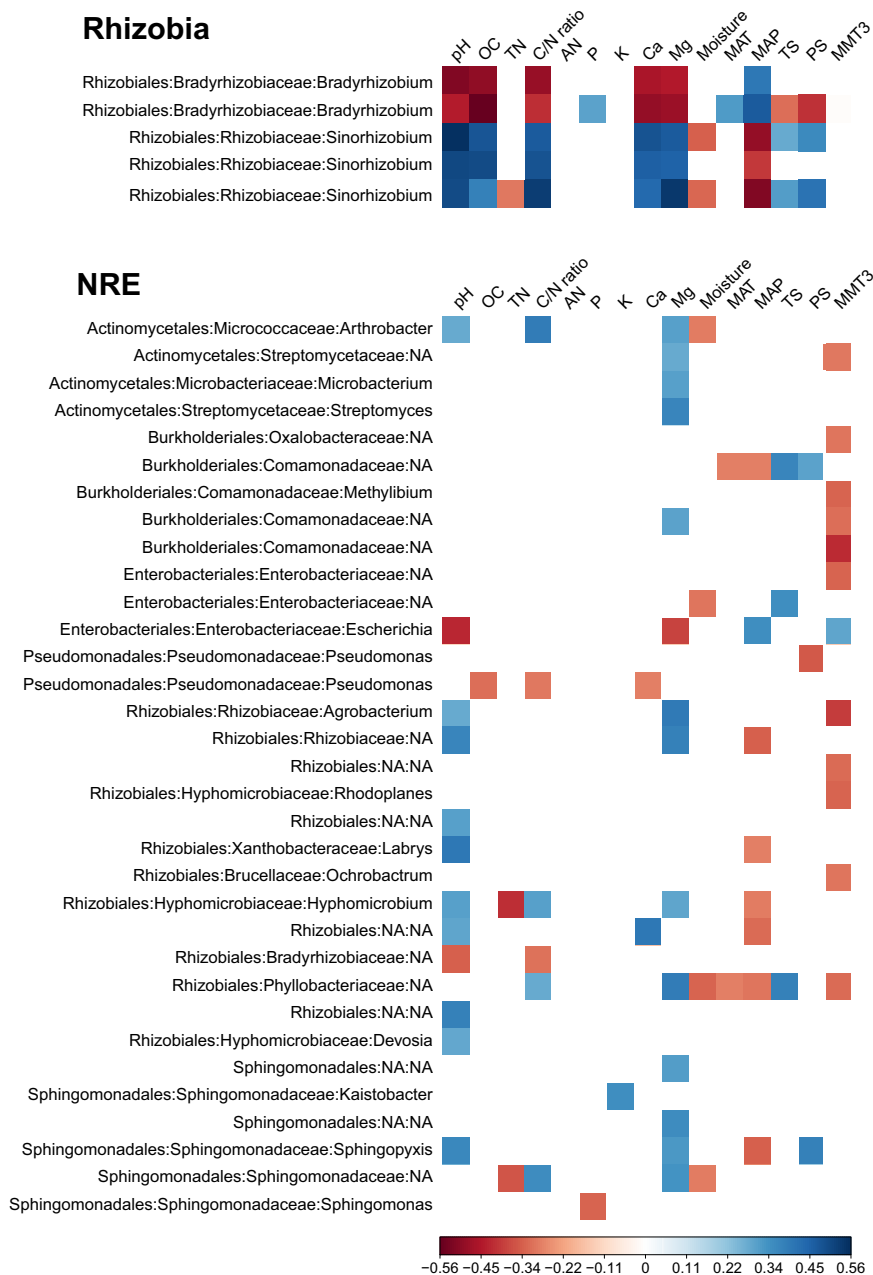 Rhizobia
pH OC TN C/N ratio AN P K Ca Mg Moisture MAT MAP TS PS MMT3
Rhizobiales:Bradyrhizobiaceae:Bradyrhizobium
Rhizobiales:Bradyrhizobiaceae:Bradyrhizobium
Rhizobiales:Rhizobiaceae:Sinorhizobium
Rhizobiales:Rhizobiaceae:Sinorhizobium
Rhizobiales:Rhizobiaceae:Sinorhizobium
NRE
pH OC TN C/N ratio AN P K Ca Mg Moisture MAT MAP TS PS MMT3
Actinomycetales:Micrococcaceae:Arthrobacter
Actinomycetales:Streptomycetaceae:NA
Actinomycetales:Microbacteriaceae:Microbacterium
Actinomycetales:Streptomycetaceae:Streptomyces
Burkholderiales:Oxalobacteraceae:NA
Burkholderiales:Comamonadaceae:NA
Burkholderiales:Comamonadaceae:Methylibium
Burkholderiales:Comamonadaceae:NA
Burkholderiales:Comamonadaceae:NA
Enterobacteriales:Enterobacteriaceae:NA
Enterobacteriales:Enterobacteriaceae:NA
Enterobacteriales:Enterobacteriaceae:Escherichia
Pseudomonadales:Pseudomonadaceae:Pseudomonas
Pseudomonadales:Pseudomonadaceae:Pseudomonas
Rhizobiales:Rhizobiaceae:Agrobacterium
Rhizobiales:Rhizobiaceae:NA
Rhizobiales:NA:NA
Rhizobiales:Hyphomicrobiaceae:Rhodoplanes
Rhizobiales:NA:NA
Rhizobiales:Xanthobacteraceae:Labrys
Rhizobiales:Brucellaceae:Ochrobactrum
Rhizobiales:Hyphomicrobiaceae:Hyphomicrobium
Rhizobiales:NA:NA
Rhizobiales:Bradyrhizobiaceae:NA
Rhizobiales:Phyllobacteriaceae:NA
Rhizobiales:NA:NA
Rhizobiales:Hyphomicrobiaceae:Devosia
Sphingomonadales:NA:NA
Sphingomonadales:Sphingomonadaceae:Kaistobacter
Sphingomonadales:NA:NA
Sphingomonadales:Sphingomonadaceae:Sphingopyxis
Sphingomonadales:Sphingomonadaceae:NA
Sphingomonadales:Sphingomonadaceae:Sphingomonas
−0.56 −0.45 −0.34 −0.22 −0.11 0 0.11 0.22 0.34 0.45 0.56